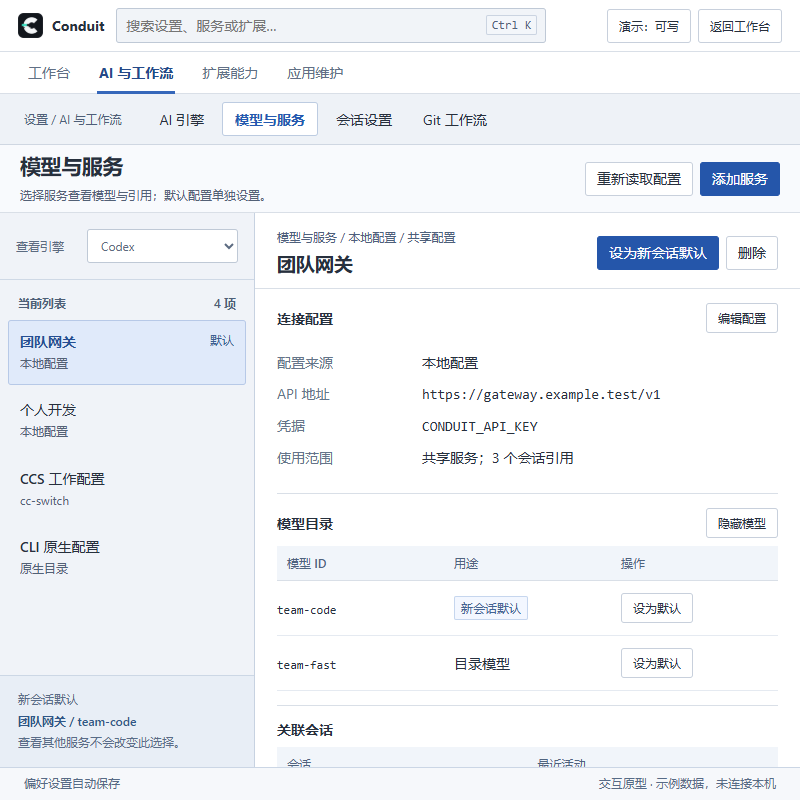 Conduit
搜索设置、服务或扩展...
Ctrl K
演示：可写
返回工作台
工作台
AI 与工作流
扩展能力
应用维护
设置 / AI 与工作流
AI 引擎
模型与服务
会话设置
Git 工作流
模型与服务
选择服务查看模型与引用；默认配置单独设置。
重新读取配置
添加服务
查看引擎
Codex
当前列表
4 项
团队网关
默认
本地配置
个人开发
本地配置
CCS 工作配置
cc-switch
CLI 原生配置
原生目录
新会话默认
团队网关 / team-code
查看其他服务不会改变此选择。
模型与服务 / 本地配置 / 共享配置
团队网关
设为新会话默认
删除
连接配置
编辑配置
配置来源
本地配置
API 地址
https://gateway.example.test/v1
凭据
CONDUIT_API_KEY
使用范围
共享服务；3 个会话引用
模型目录
隐藏模型
模型 ID
用途
操作
team-code
新会话默认
设为默认
team-fast
目录模型
设为默认
关联会话
会话
最近活动
偏好设置自动保存
交互原型 · 示例数据，未连接本机